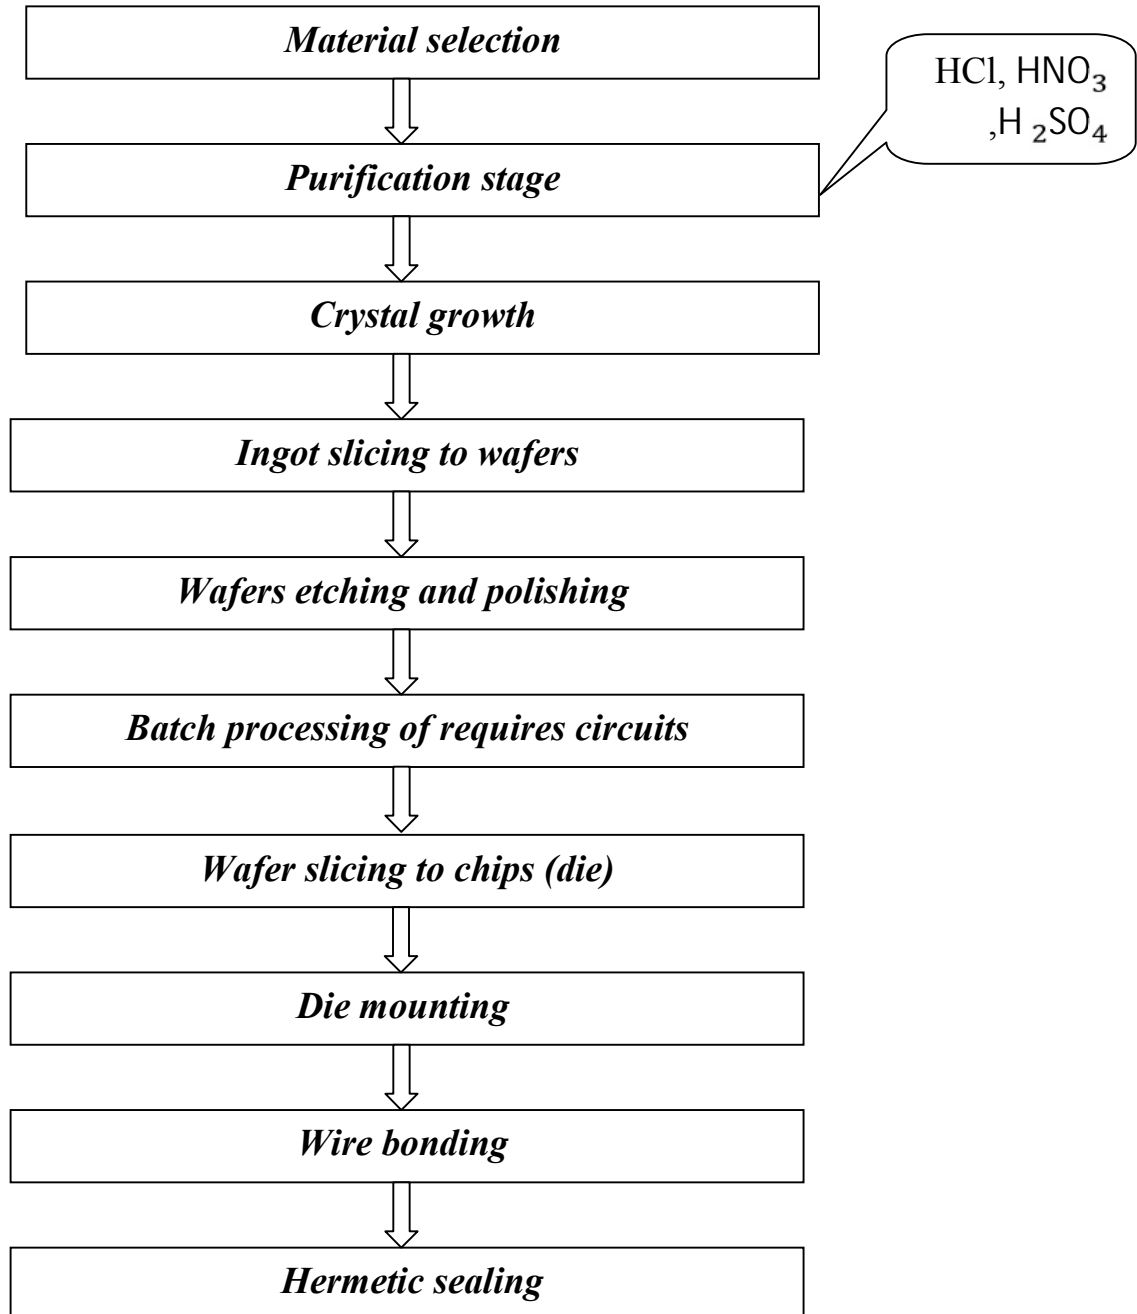 Material selection
HCl, HNO₃
,H ₂SO₄
Purification stage
Crystal growth
Ingot slicing to wafers
Wafers etching and polishing
Batch processing of requires circuits
Wafer slicing to chips (die)
Die mounting
Wire bonding
Hermetic sealing